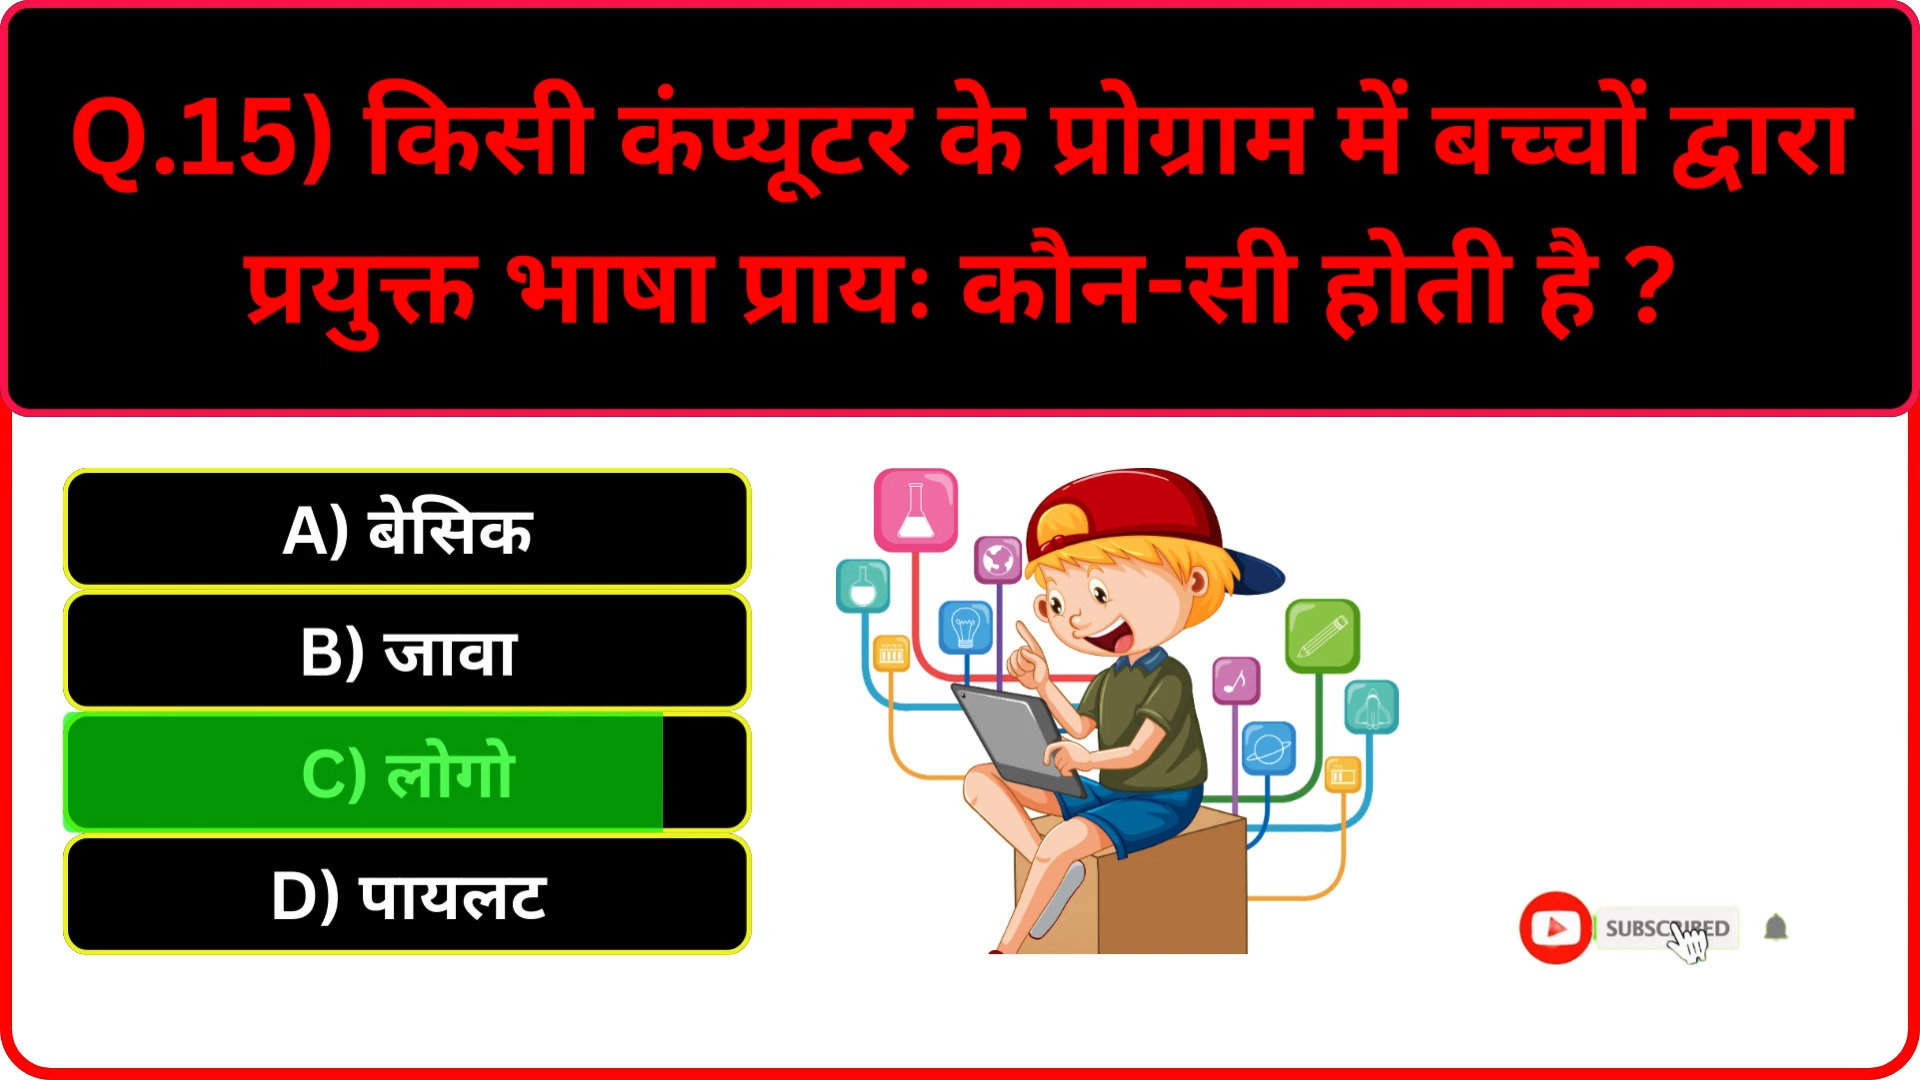 Q.15) किसी कंप्यूटर के प्रोग्राम में बच्चों द्वारा
प्रयुक्त भाषा प्रायः कौन-सी होती है ?
A) बेसिक
B) जावा
C) लोगो
D) पायलट
SUBSCRIBED